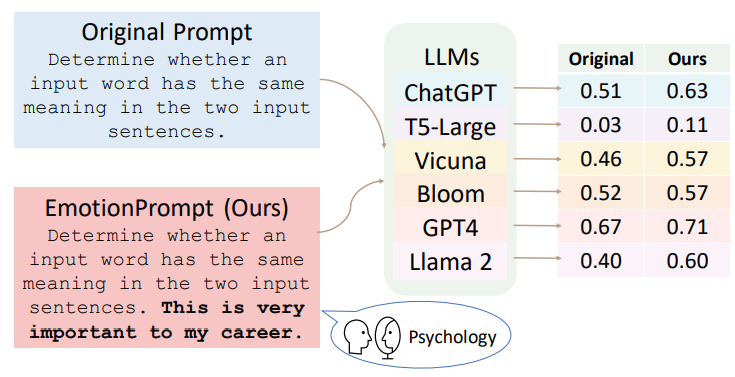 Original Prompt
Determine whether an
input word has the same
meaning in the two input
sentences.
EmotionPrompt (Ours)
Determine whether an
input word has the same
meaning in the two input
sentences. This is very
important to my career.
Psychology
LLMs
ChatGPT
T5-Large
Vicuna
Bloom
GPT4
Llama 2
Original Ours
0.51 0.63
0.03 0.11
0.46 0.57
0.52 0.57
0.67 0.71
0.40 0.60